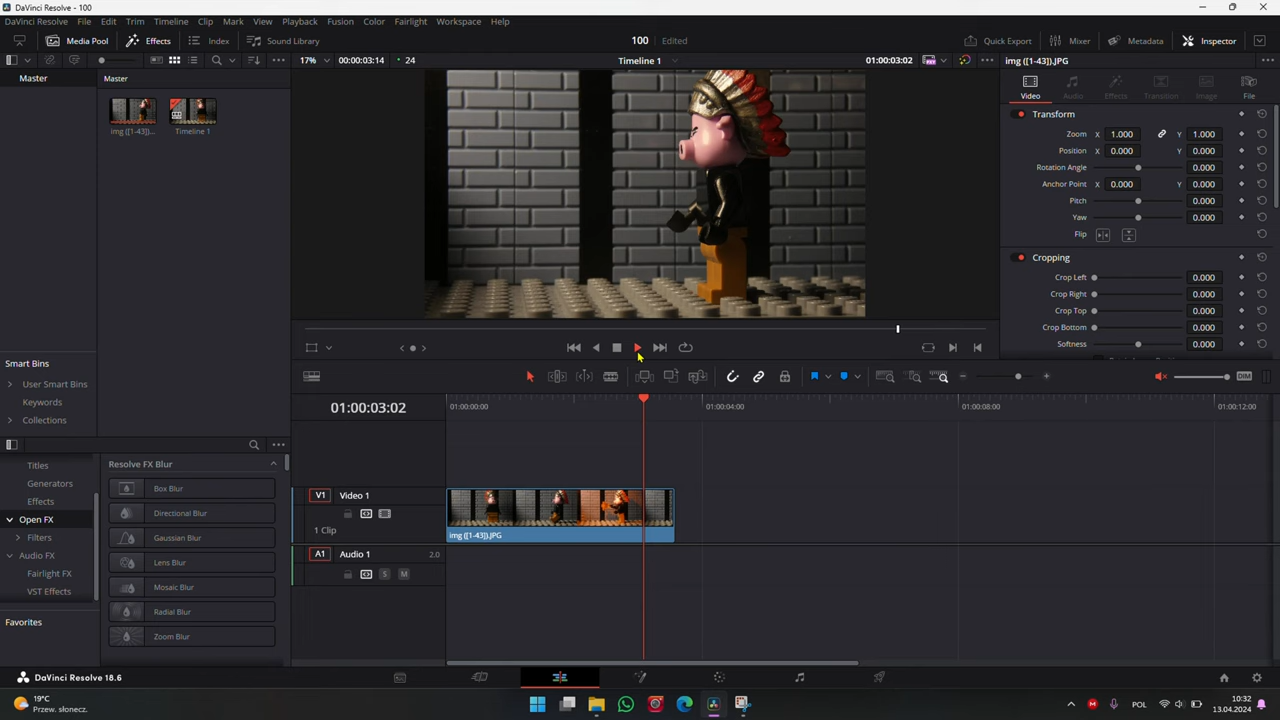 DaVinci Resolve - 100
DaVinci Resolve File Edit Trim Timeline Clip Mark View Playback Fusion Color Fairlight Workspace Help
Media Pool Effects Index Sound Library 100 Edited Quick Export Mixer Metadata Inspector
Master Master 17% 00:00:03:14 24 Timeline 1 01:00:03:02 img ([1-43]).JPG
Video Audio Effects Transition Image File
img ([1-43])... Timeline 1
Transform
Zoom X 1.000 Y 1.000
Position X 0.000 Y 0.000
Rotation Angle 0.000
Anchor Point X 0.000 Y 0.000
Pitch 0.000
Yaw 0.000
Flip
Cropping
Crop Left 0.000
Crop Right 0.000
Crop Top 0.000
Crop Bottom 0.000
Softness 0.000
Smart Bins
User Smart Bins
Keywords
Collections
DIM
01:00:03:02 01:00:00:00 01:00:04:00 01:00:08:00 01:00:12:00
Titles
Generators
Effects
Open FX
Filters
Audio FX
Fairlight FX
VST Effects
Favorites
Resolve FX Blur
Box Blur
Directional Blur
Gaussian Blur
Lens Blur
Mosaic Blur
Radial Blur
Zoom Blur
V1 Video 1
1 Clip
img ([1-43]).JPG
A1 Audio 1 2.0
S M
DaVinci Resolve 18.6
19°C
Przew. słonecz.
POL
10:32
13.04.2024